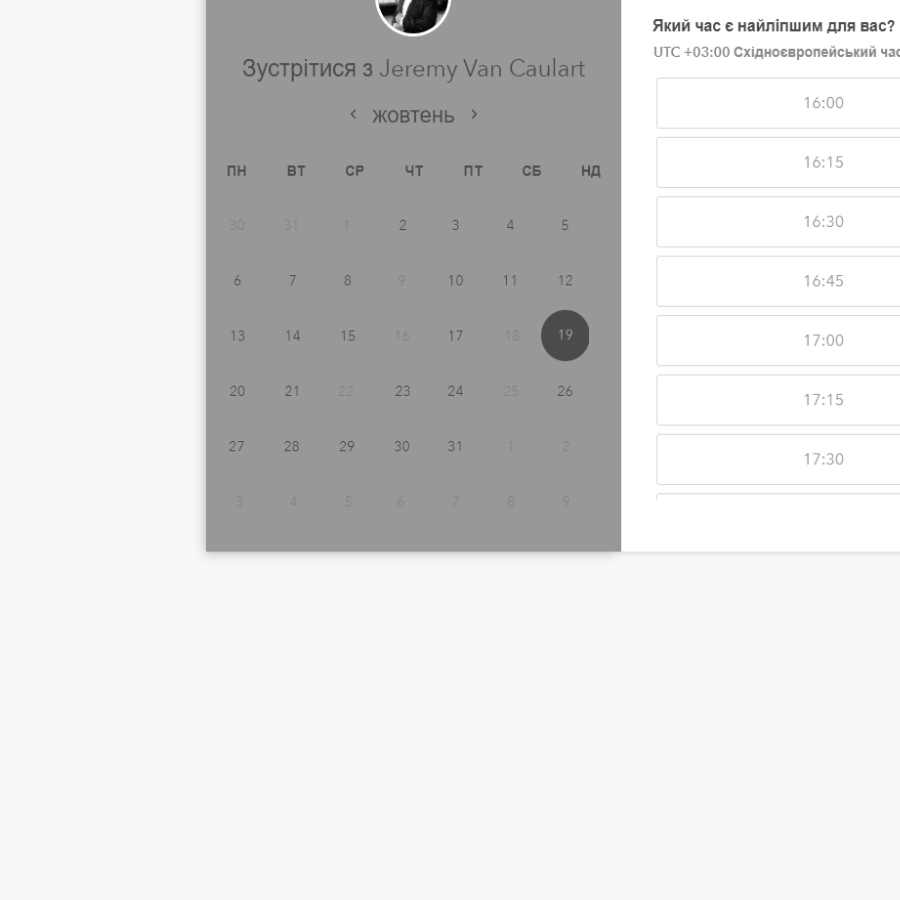 Зустрітися з Jeremy Van Caulart
‹ жовтень ›
ПН ВТ СР ЧТ ПТ СБ НД
30 31 1 2 3 4 5
6 7 8 9 10 11 12
13 14 15 16 17 18 19
20 21 22 23 24 25 26
27 28 29 30 31 1 2
3 4 5 6 7 8 9
Який час є найліпшим для вас?
UTC +03:00 Східноєвропейський час
16:00
16:15
16:30
16:45
17:00
17:15
17:30